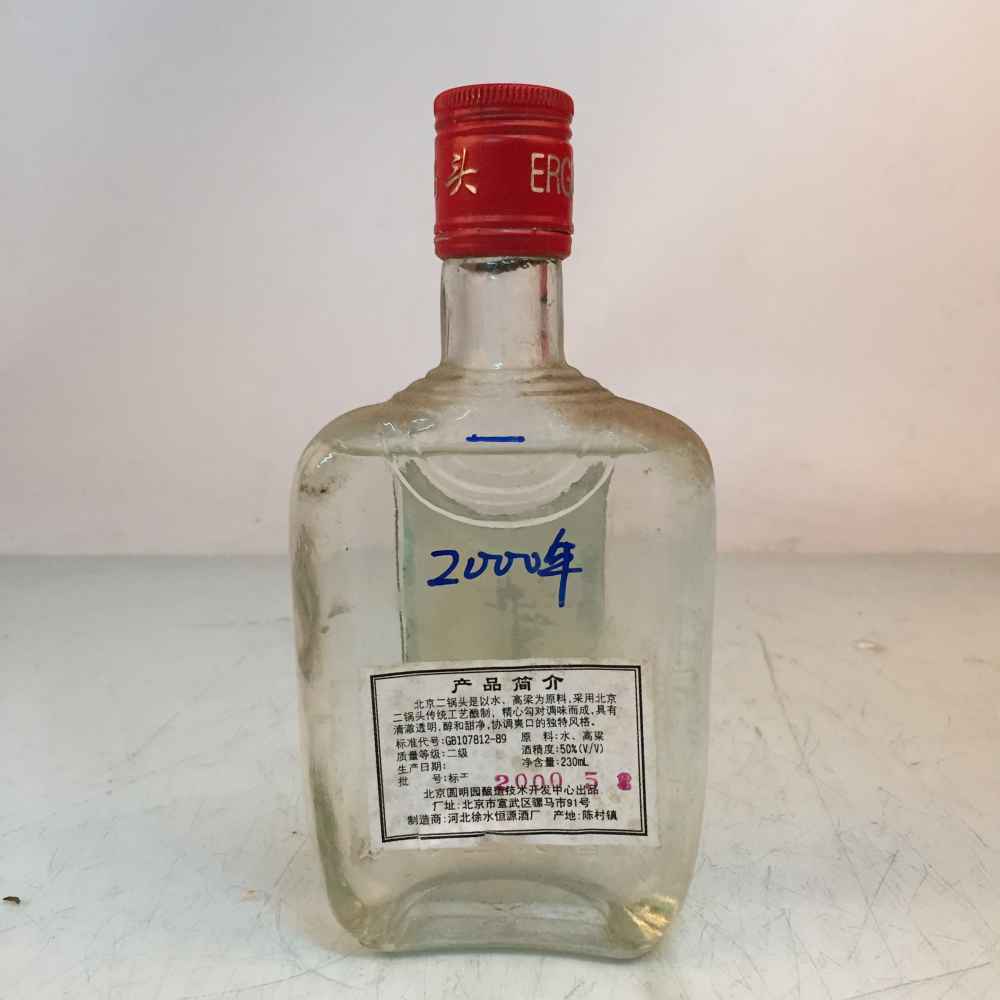 头 ERG
一
2000年
产品简介
北京二锅头是以水、高粱为原料,采用北京
二锅头传统工艺酿制,精心勾对调味而成,具有
清澈透明,醇和甜净,协调爽口的独特风格。
标准代号:GB107812-89 原 料:水、高粱
质量等级:二级 酒精度:50%(V/V)
生产日期: 净含量:230mL
批 号:标 2000 5
北京圆明园酿造技术开发中心出品
厂址:北京市宣武区骡马市91号
制造商:河北徐水恒源酒厂 产地:陈村镇